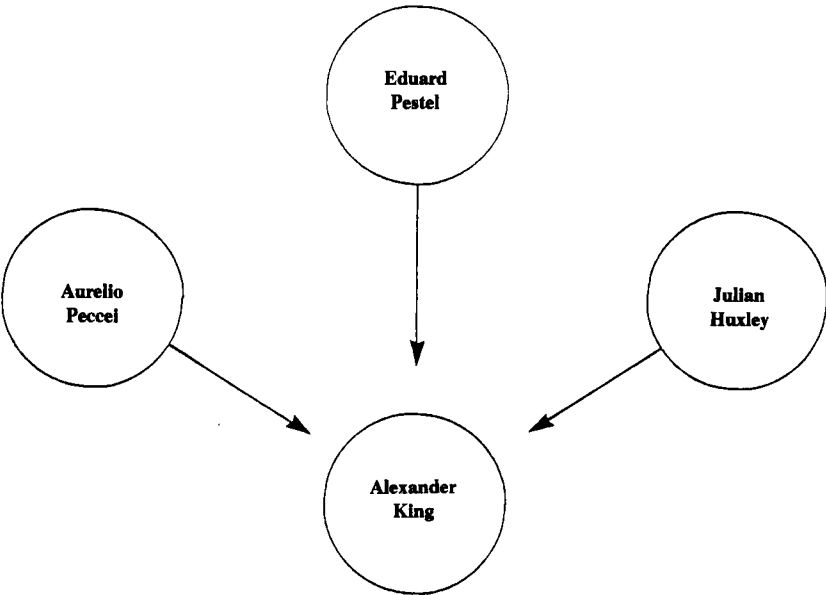 Eduard
Pestel
Aurelio
Peccei
Julian
Huxley
Alexander
King